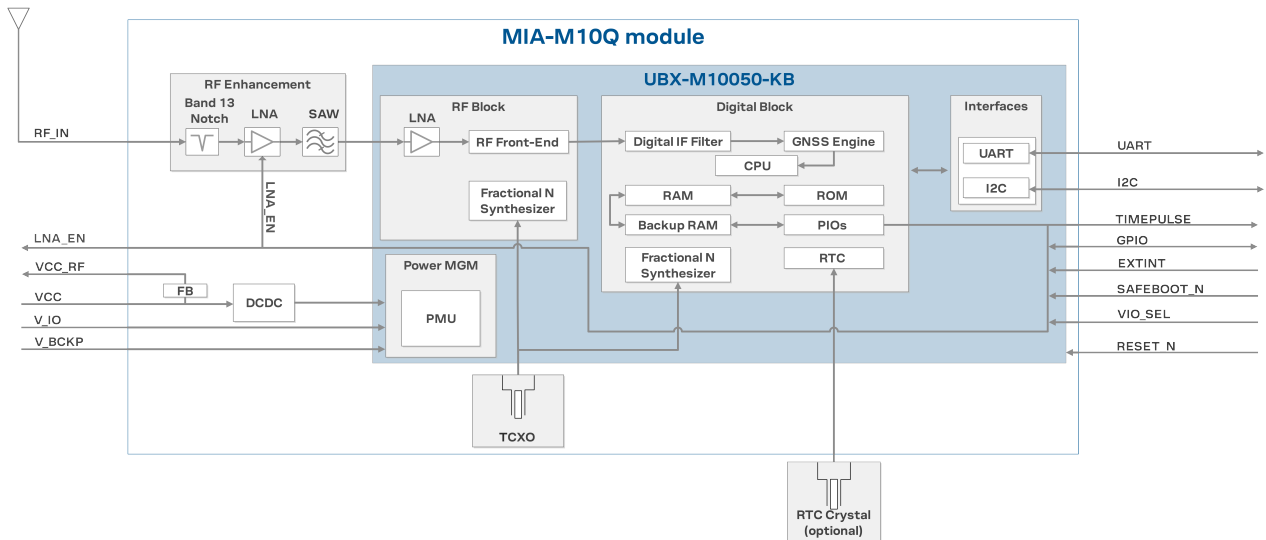 MIA-M10Q module
UBX-M10050-KB
RF Enhancement
Band 13
Notch
LNA
SAW
RF Block
LNA
RF Front-End
Fractional N
Synthesizer
Digital Block
Digital IF Filter
GNSS Engine
CPU
RAM
ROM
Backup RAM
PIOs
Fractional N
Synthesizer
RTC
Interfaces
UART
I2C
RF_IN
LNA_EN
LNA_EN
VCC_RF
FB
VCC
DCDC
V_IO
V_BCKP
Power MGM
PMU
UART
I2C
TIMEPULSE
GPIO
EXTINT
SAFEBOOT_N
VIO_SEL
RESET_N
TCXO
RTC Crystal
(optional)